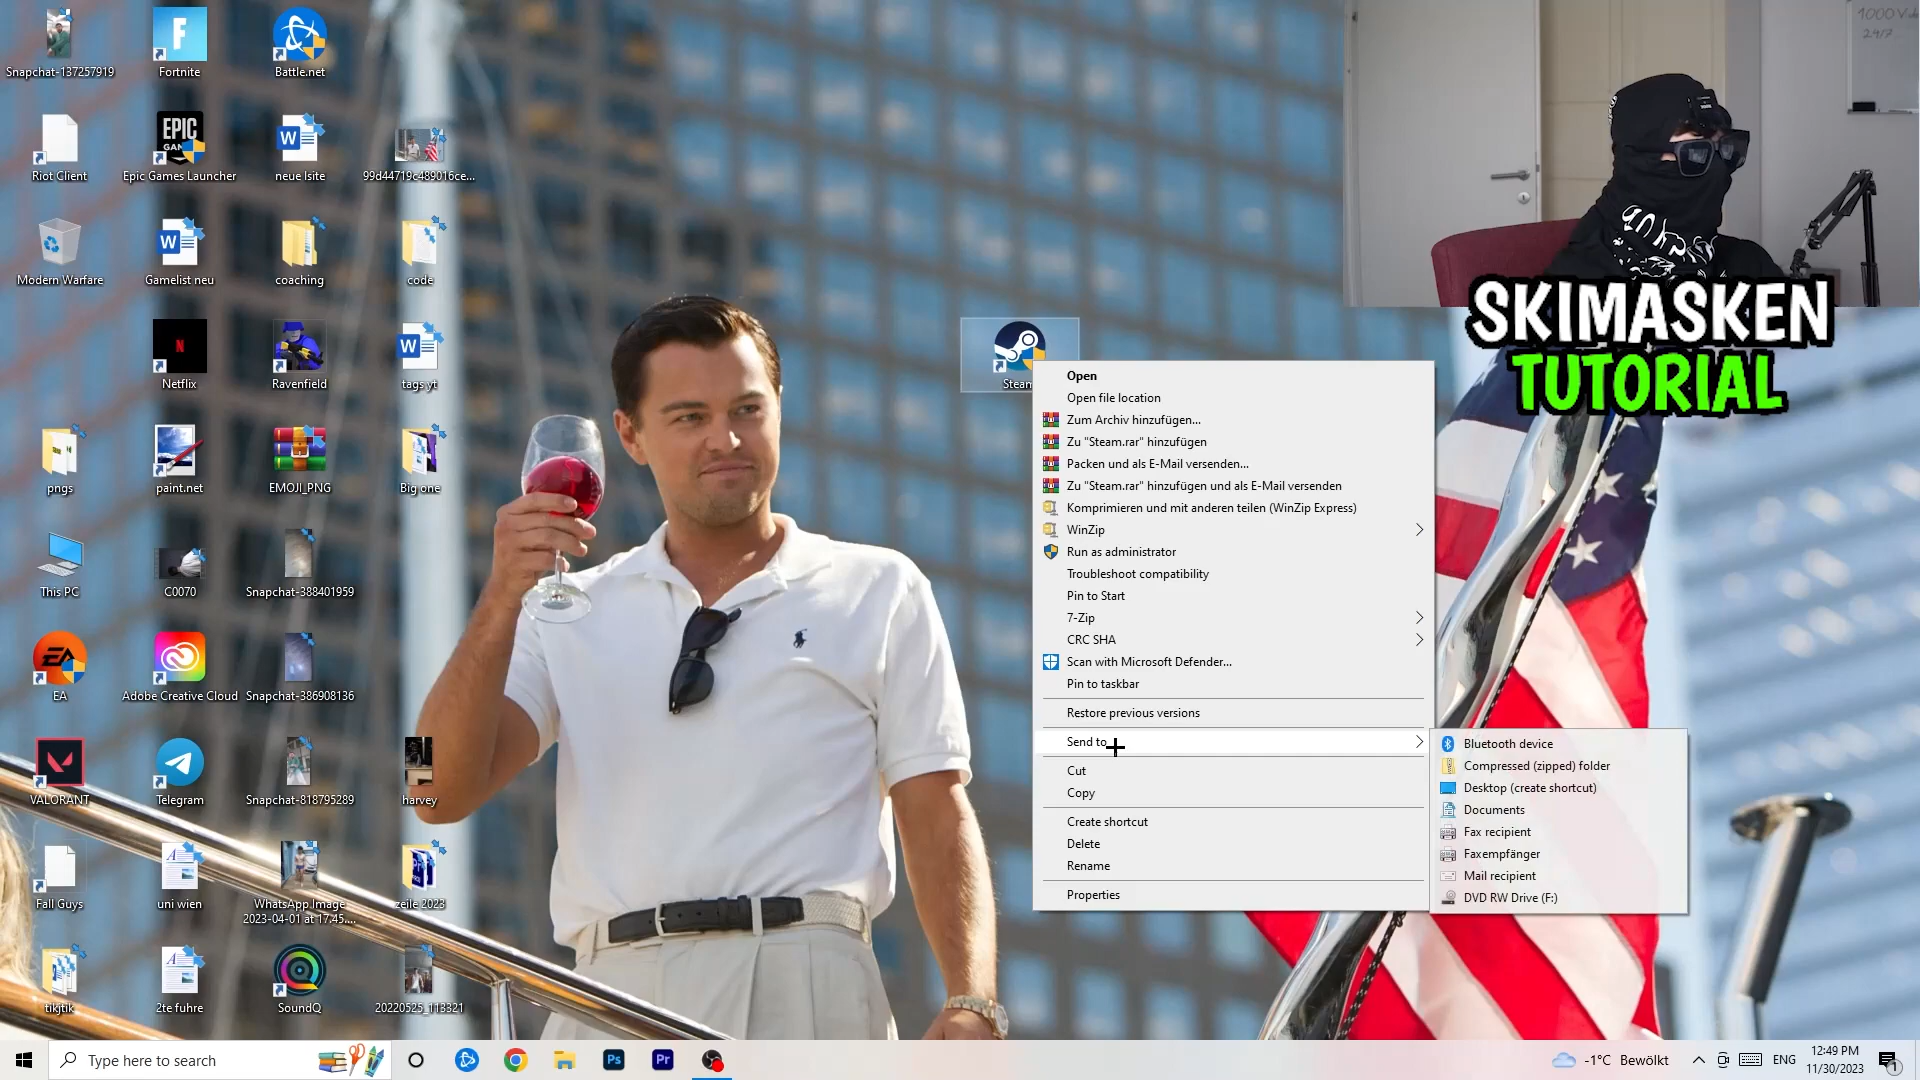 Snapchat-137257919
Fortnite
Battle.net
Riot Client
EPIC
Epic Games Launcher
neue lsite
99d44719c489016ce...
Modern Warfare
Gamelist neu
coaching
code
Netflix
Ravenfield
tags yt
pngs
paint.net
EMOJI_PNG
Big one
This PC
C0070
Snapchat-388401959
EA
Adobe Creative Cloud
Snapchat-386908136
VALORANT
Telegram
Snapchat-818795289
harvey
Fall Guys
uni wien
WhatsApp Image
2023-04-01 at 17.45....
zeile 2023
tikjtik
2te fuhre
SoundQ
20220525_113321
Steam
Open
Open file location
Zum Archiv hinzufügen...
Zu "Steam.rar" hinzufügen
Packen und als E-Mail versenden...
Zu "Steam.rar" hinzufügen und als E-Mail versenden
Komprimieren und mit anderen teilen (WinZip Express)
WinZip
Run as administrator
Troubleshoot compatibility
Pin to Start
7-Zip
CRC SHA
Scan with Microsoft Defender...
Pin to taskbar
Restore previous versions
Send to
Cut
Copy
Create shortcut
Delete
Rename
Properties
Bluetooth device
Compressed (zipped) folder
Desktop (create shortcut)
Documents
Fax recipient
Faxempfänger
Mail recipient
DVD RW Drive (F:)
SKIMASKEN
TUTORIAL
1000
24/7
Type here to search
Ps
Pr
-1°C Bewölkt
ENG
12:49 PM
11/30/2023
1